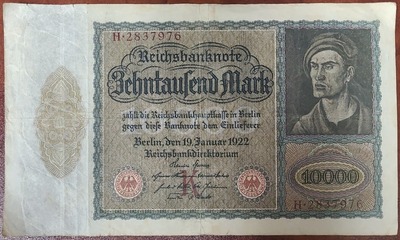 H·2837976
Reichsbanknote
Zehntausend Mark
zahlt die Reichsbankhauptkasse in Berlin
gegen diese Banknote dem Einlieferer
Berlin, den 19. Januar 1922
Reichsbankdirektorium
10000
H·2837976